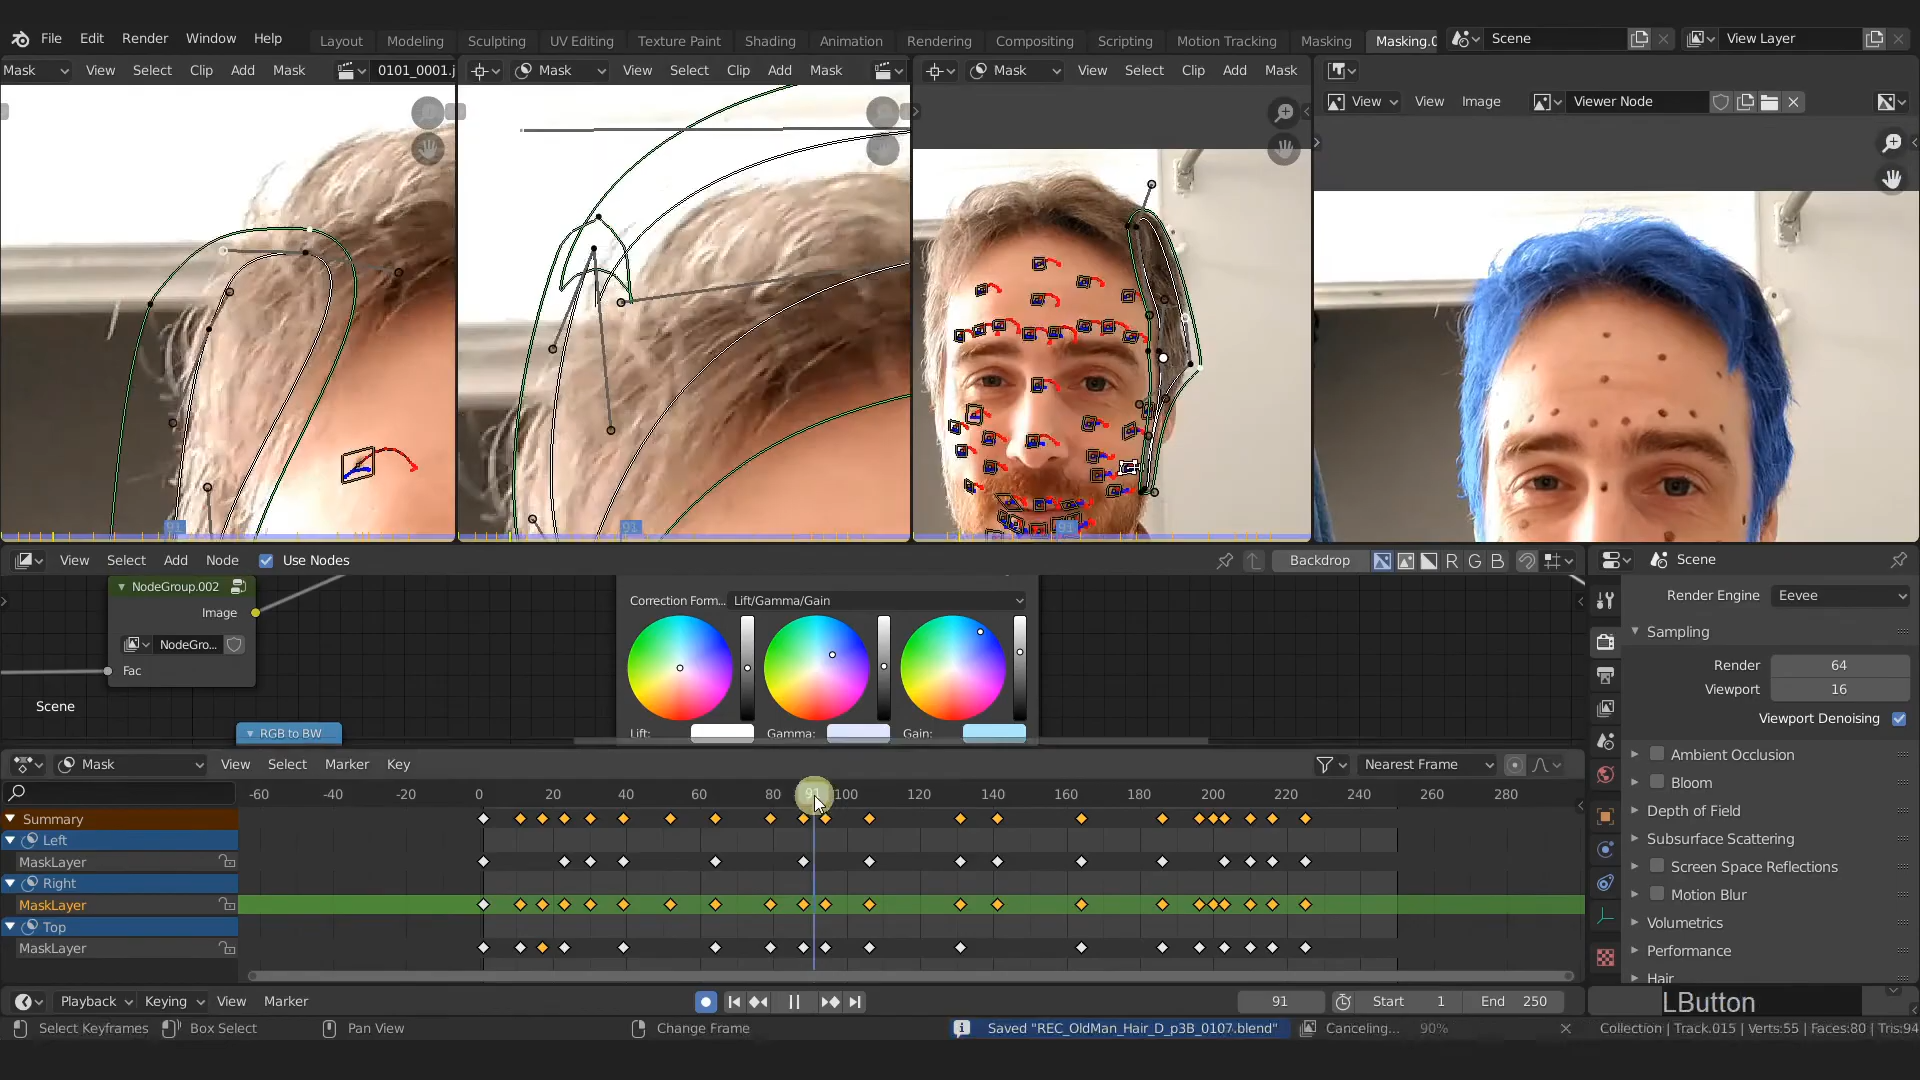 File Edit Render Window Help
Layout Modeling Sculpting UV Editing Texture Paint Shading Animation Rendering Compositing Scripting Motion Tracking Masking Masking.0
Scene
View Layer
Mask View Select Clip Add Mask 0101_0001.j
Mask View Select Clip Add Mask
Mask View Select Clip Add Mask
View View Image Viewer Node
91
91
91
View Select Add Node Use Nodes
Backdrop R G B
Scene
NodeGroup.002
Image
NodeGro...
Fac
Scene
RGB to BW
Correction Form... Lift/Gamma/Gain
Lift: Gamma: Gain:
Render Engine Eevee
Sampling
Render 64
Viewport 16
Viewport Denoising
Ambient Occlusion
Bloom
Depth of Field
Subsurface Scattering
Screen Space Reflections
Motion Blur
Volumetrics
Performance
Hair
Mask View Select Marker Key
Nearest Frame
-60 -40 -20 0 20 40 60 80 91 100 120 140 160 180 200 220 240 260 280
Summary
Left
MaskLayer
Right
MaskLayer
Top
MaskLayer
Playback Keying View Marker
91 Start 1 End 250
LButton
Select Keyframes Box Select Pan View Change Frame
Saved "REC_OldMan_Hair_D_p3B_0107.blend"
Canceling... 90%
Collection | Track.015 | Verts:55 | Faces:80 | Tris:94